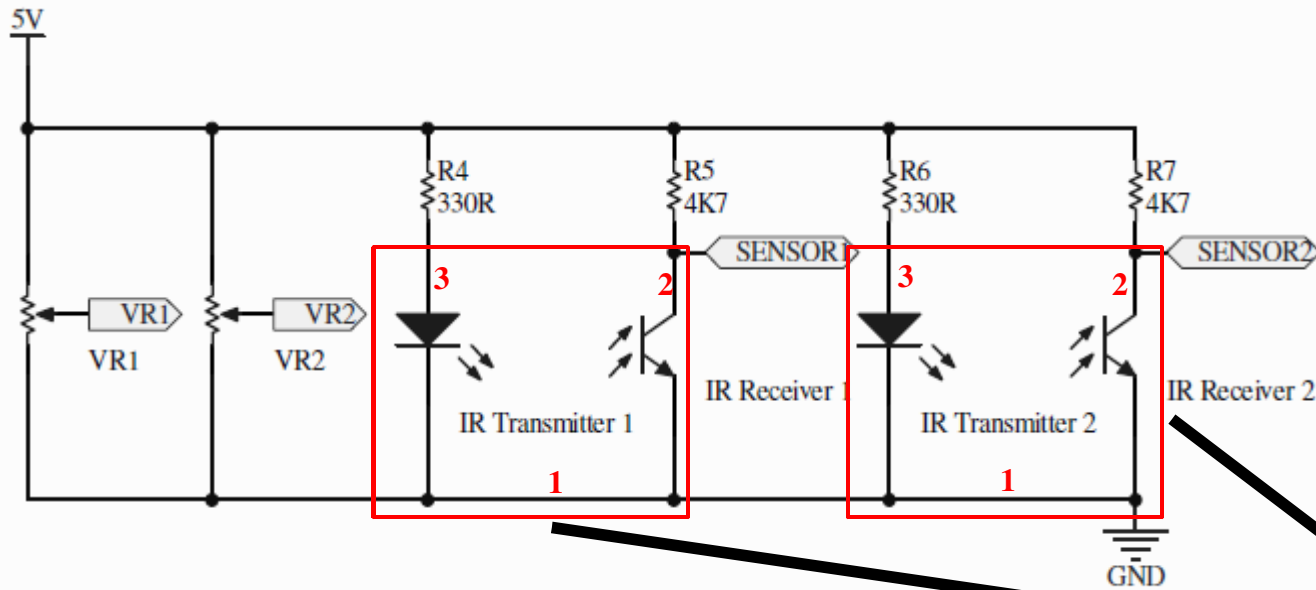 5V
R4
330R
R5
4K7
R6
330R
R7
4K7
SENSOR1
SENSOR2
3
2
3
2
VR1
VR2
VR1
VR2
IR Receiver 1
IR Receiver 2
IR Transmitter 1
IR Transmitter 2
1
1
GND